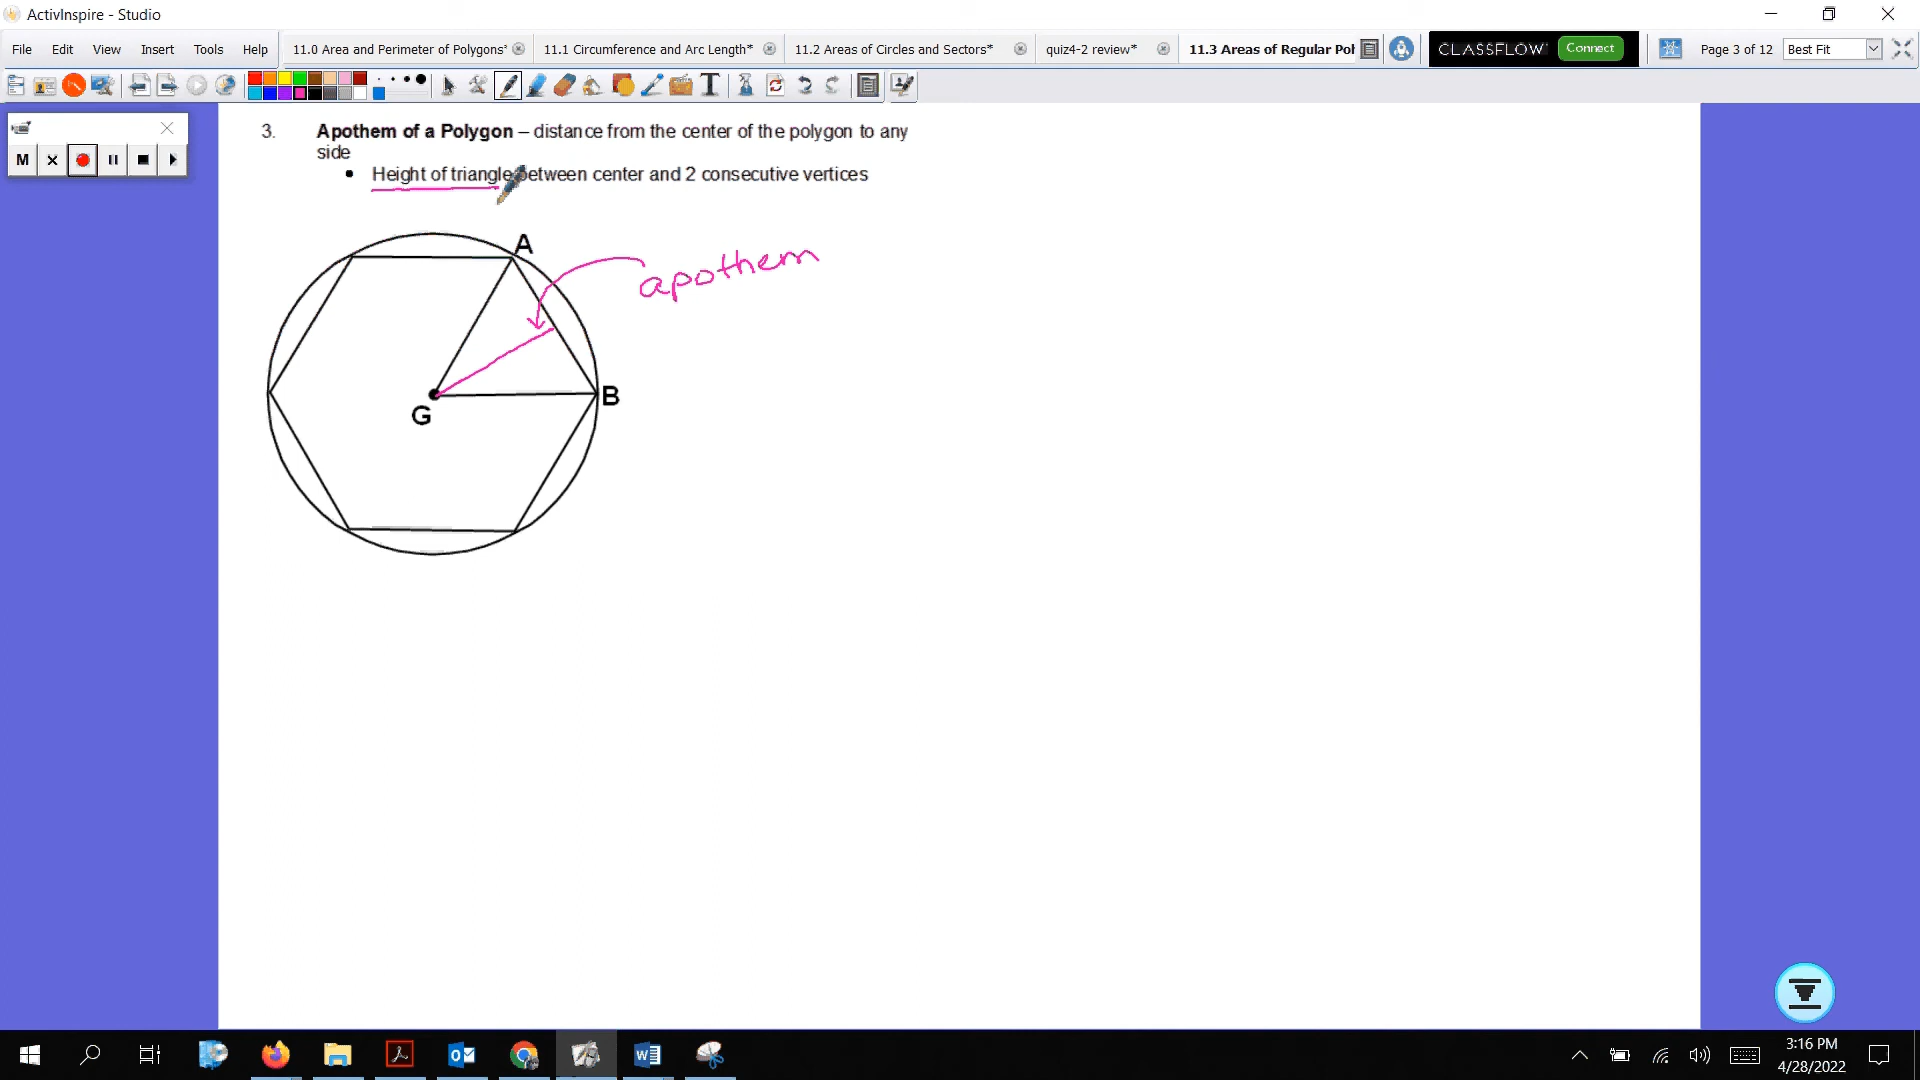 ActivInspire - Studio
File Edit View Insert Tools Help
11.0 Area and Perimeter of Polygons*
11.1 Circumference and Arc Length*
11.2 Areas of Circles and Sectors*
quiz4-2 review*
11.3 Areas of Regular Pol
CLASSFLOW
Connect
Page 3 of 12
Best Fit
T
M
3. Apothem of a Polygon – distance from the center of the polygon to any
side
• Height of triangle between center and 2 consecutive vertices
A
apothem
B
G
3:16 PM
4/28/2022